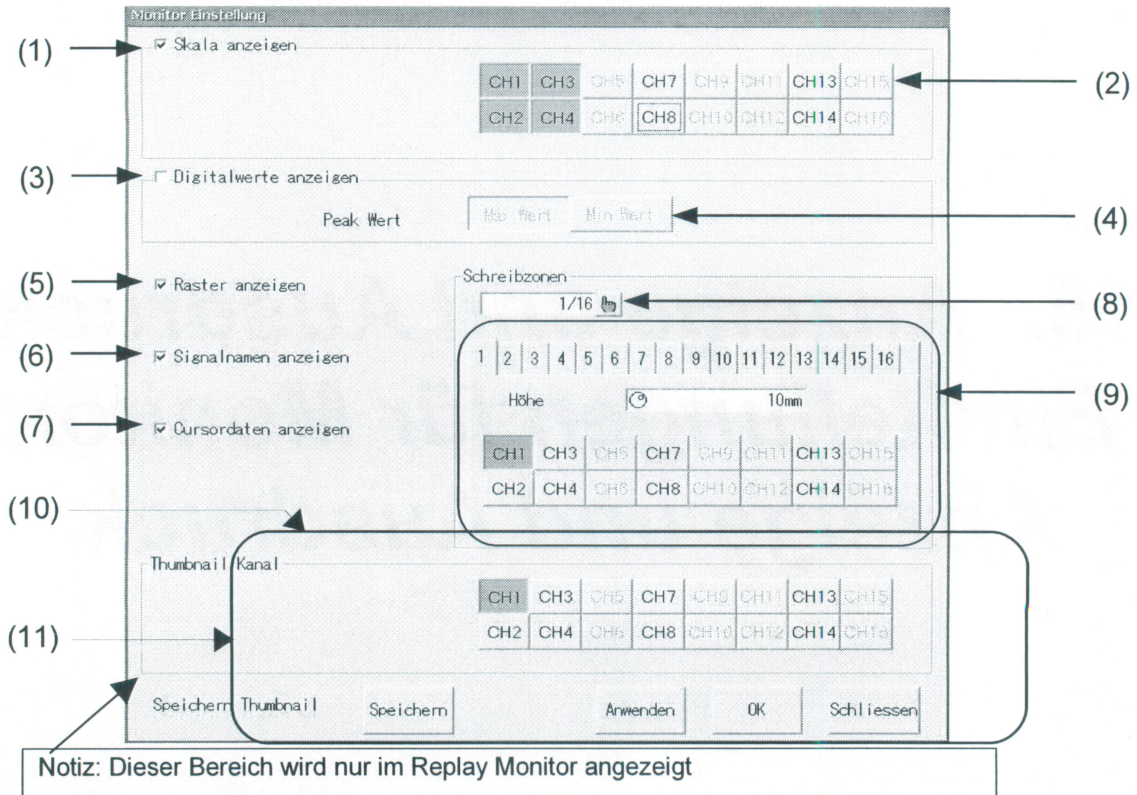 Monitor Einstellung
(1) Skala anzeigen
CH1 CH3 CH5 CH7 CH9 CH11 CH13 CH15 (2)
CH2 CH4 CH6 CH8 CH10 CH12 CH14 CH16
(3) Digitalwerte anzeigen
Peak Wert Max Wert Min Wert (4)
(5) Raster anzeigen Schreibzonen
1/16 (8)
(6) Signalnamen anzeigen 1 2 3 4 5 6 7 8 9 10 11 12 13 14 15 16
Höhe 10mm (9)
(7) Cursordaten anzeigen
CH1 CH3 CH5 CH7 CH9 CH11 CH13 CH15
CH2 CH4 CH6 CH8 CH10 CH12 CH14 CH16
(10)
Thumbnail Kanal
CH1 CH3 CH5 CH7 CH9 CH11 CH13 CH15
(11) CH2 CH4 CH6 CH8 CH10 CH12 CH14 CH16
Speichern Thumbnail Speichern Anwenden OK Schliessen
Notiz: Dieser Bereich wird nur im Replay Monitor angezeigt